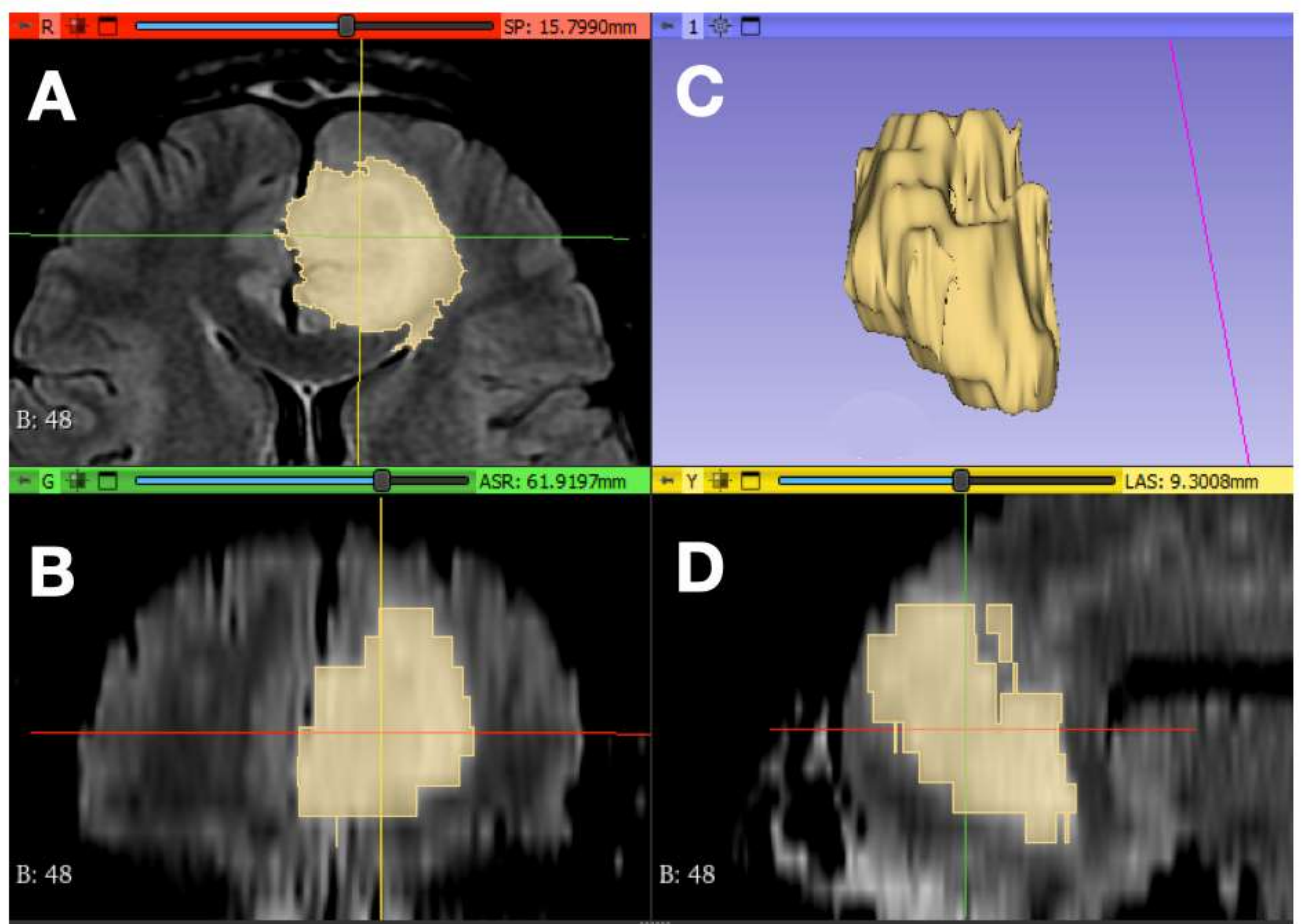 R SP: 15.7990mm
1
A
C
B: 48
G ASR: 61.9197mm
Y LAS: 9.3008mm
B
D
B: 48
B: 48